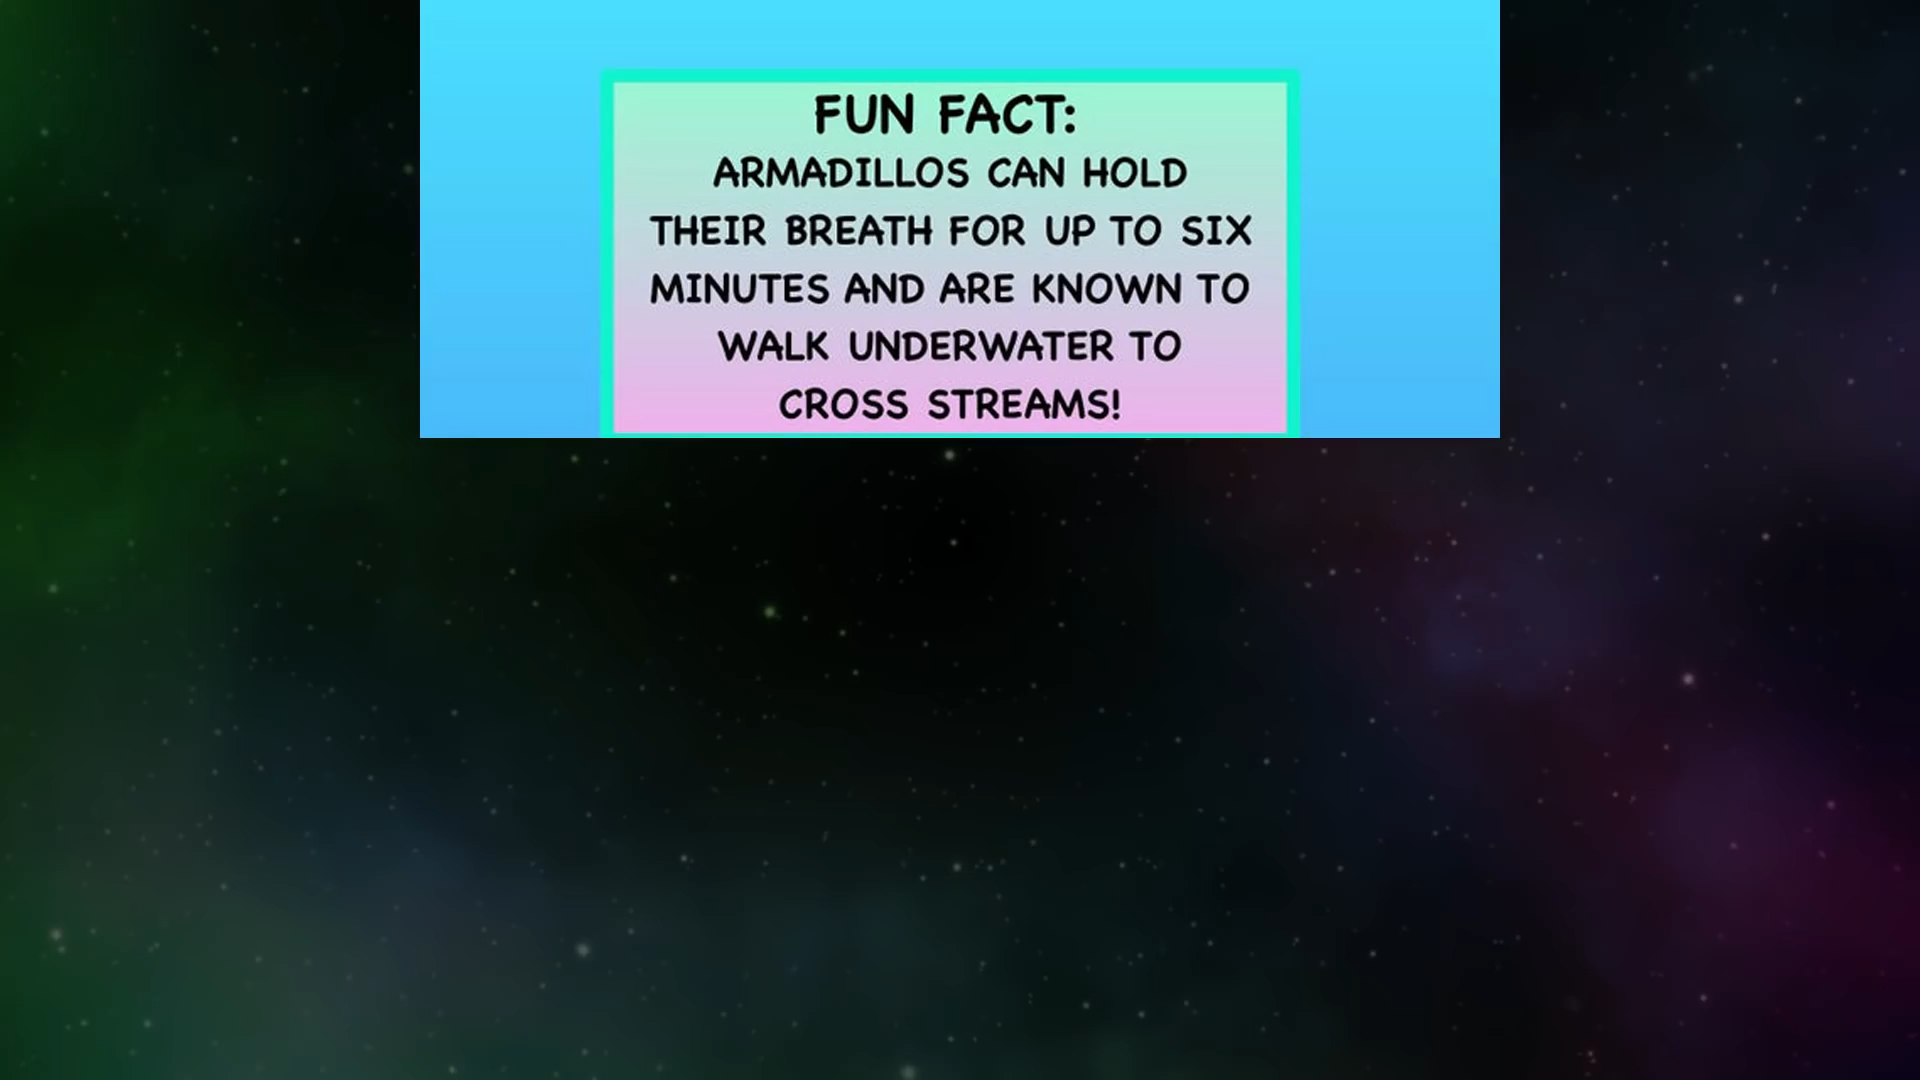 FUN FACT:
ARMADILLOS CAN HOLD
THEIR BREATH FOR UP TO SIX
MINUTES AND ARE KNOWN TO
WALK UNDERWATER TO
CROSS STREAMS!